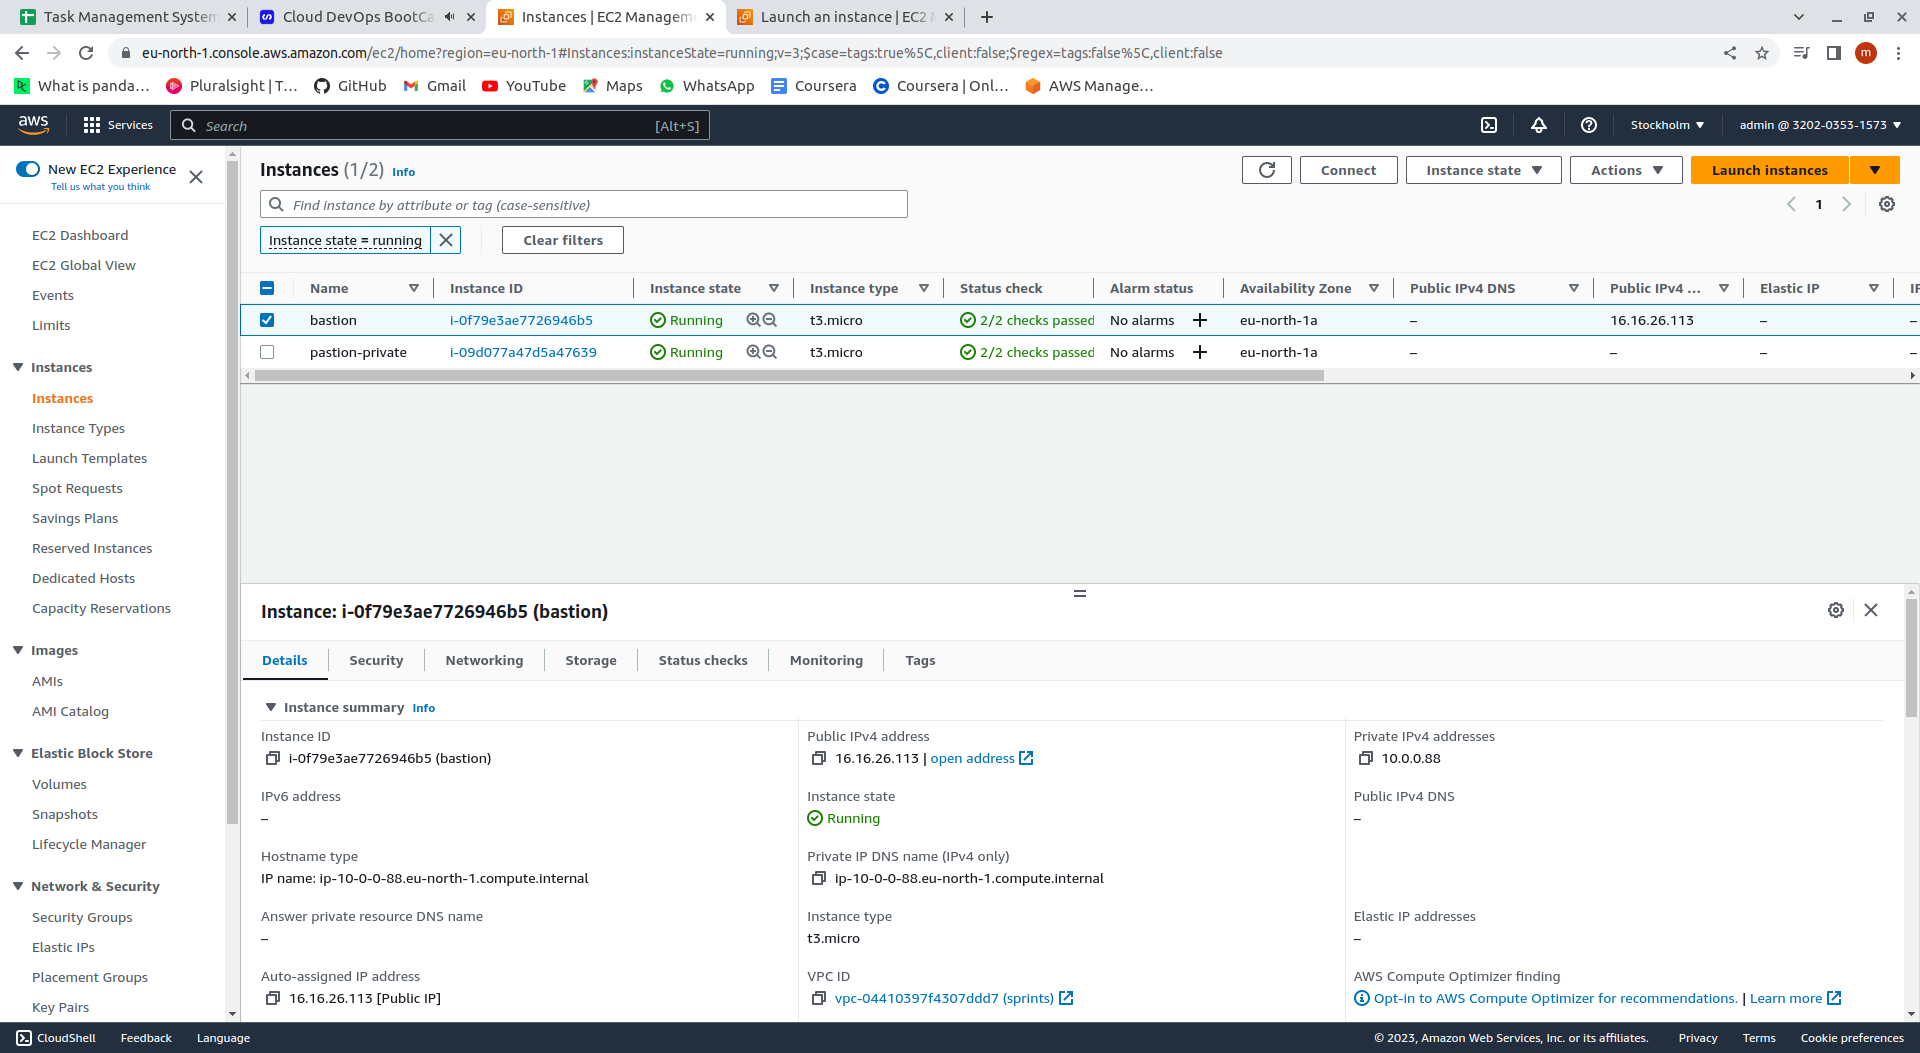 Task Management System
Cloud DevOps BootCa
Instances | EC2 Managem
Launch an instance | EC2 M
eu-north-1.console.aws.amazon.com/ec2/home?region=eu-north-1#Instances:instanceState=running;v=3;$case=tags:true%5C,client:false;$regex=tags:false%5C,client:false
m
What is panda...
Pluralsight | T...
GitHub
Gmail
YouTube
Maps
WhatsApp
Coursera
Coursera | Onl...
AWS Manage...
aws
Services
Search
[Alt+S]
Stockholm
admin @ 3202-0353-1573
New EC2 Experience
Tell us what you think
EC2 Dashboard
EC2 Global View
Events
Limits
Instances
Instances
Instance Types
Launch Templates
Spot Requests
Savings Plans
Reserved Instances
Dedicated Hosts
Capacity Reservations
Images
AMIs
AMI Catalog
Elastic Block Store
Volumes
Snapshots
Lifecycle Manager
Network & Security
Security Groups
Elastic IPs
Placement Groups
Key Pairs
Instances (1/2) Info
Connect
Instance state
Actions
Launch instances
Find instance by attribute or tag (case-sensitive)
1
Instance state = running
Clear filters
Name Instance ID Instance state Instance type Status check Alarm status Availability Zone Public IPv4 DNS Public IPv4 ... Elastic IP IP
bastion i-0f79e3ae7726946b5 Running t3.micro 2/2 checks passed No alarms + eu-north-1a – 16.16.26.113 – –
pastion-private i-09d077a47d5a47639 Running t3.micro 2/2 checks passed No alarms + eu-north-1a – – – –
Instance: i-0f79e3ae7726946b5 (bastion)
Details Security Networking Storage Status checks Monitoring Tags
Instance summary Info
Instance ID
i-0f79e3ae7726946b5 (bastion)
Public IPv4 address
16.16.26.113 | open address
Private IPv4 addresses
10.0.0.88
IPv6 address
–
Instance state
Running
Public IPv4 DNS
–
Hostname type
IP name: ip-10-0-0-88.eu-north-1.compute.internal
Private IP DNS name (IPv4 only)
ip-10-0-0-88.eu-north-1.compute.internal
Answer private resource DNS name
–
Instance type
t3.micro
Elastic IP addresses
–
Auto-assigned IP address
16.16.26.113 [Public IP]
VPC ID
vpc-04410397f4307ddd7 (sprints)
AWS Compute Optimizer finding
Opt-in to AWS Compute Optimizer for recommendations. | Learn more
CloudShell
Feedback
Language
© 2023, Amazon Web Services, Inc. or its affiliates.
Privacy
Terms
Cookie preferences